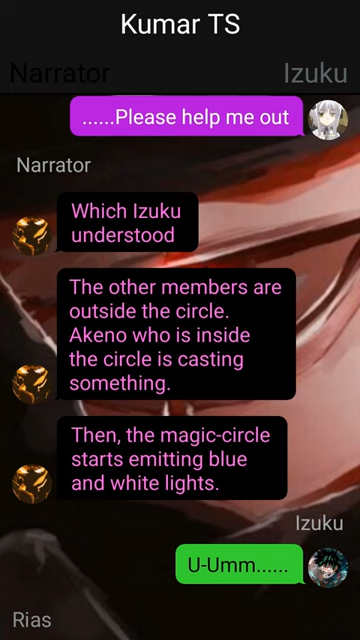 Kumar TS
Narrator
Izuku
......Please help me out
Narrator
Which Izuku
understood
The other members are
outside the circle.
Akeno who is inside
the circle is casting
something.
Then, the magic-circle
starts emitting blue
and white lights.
Izuku
U-Umm......
Rias